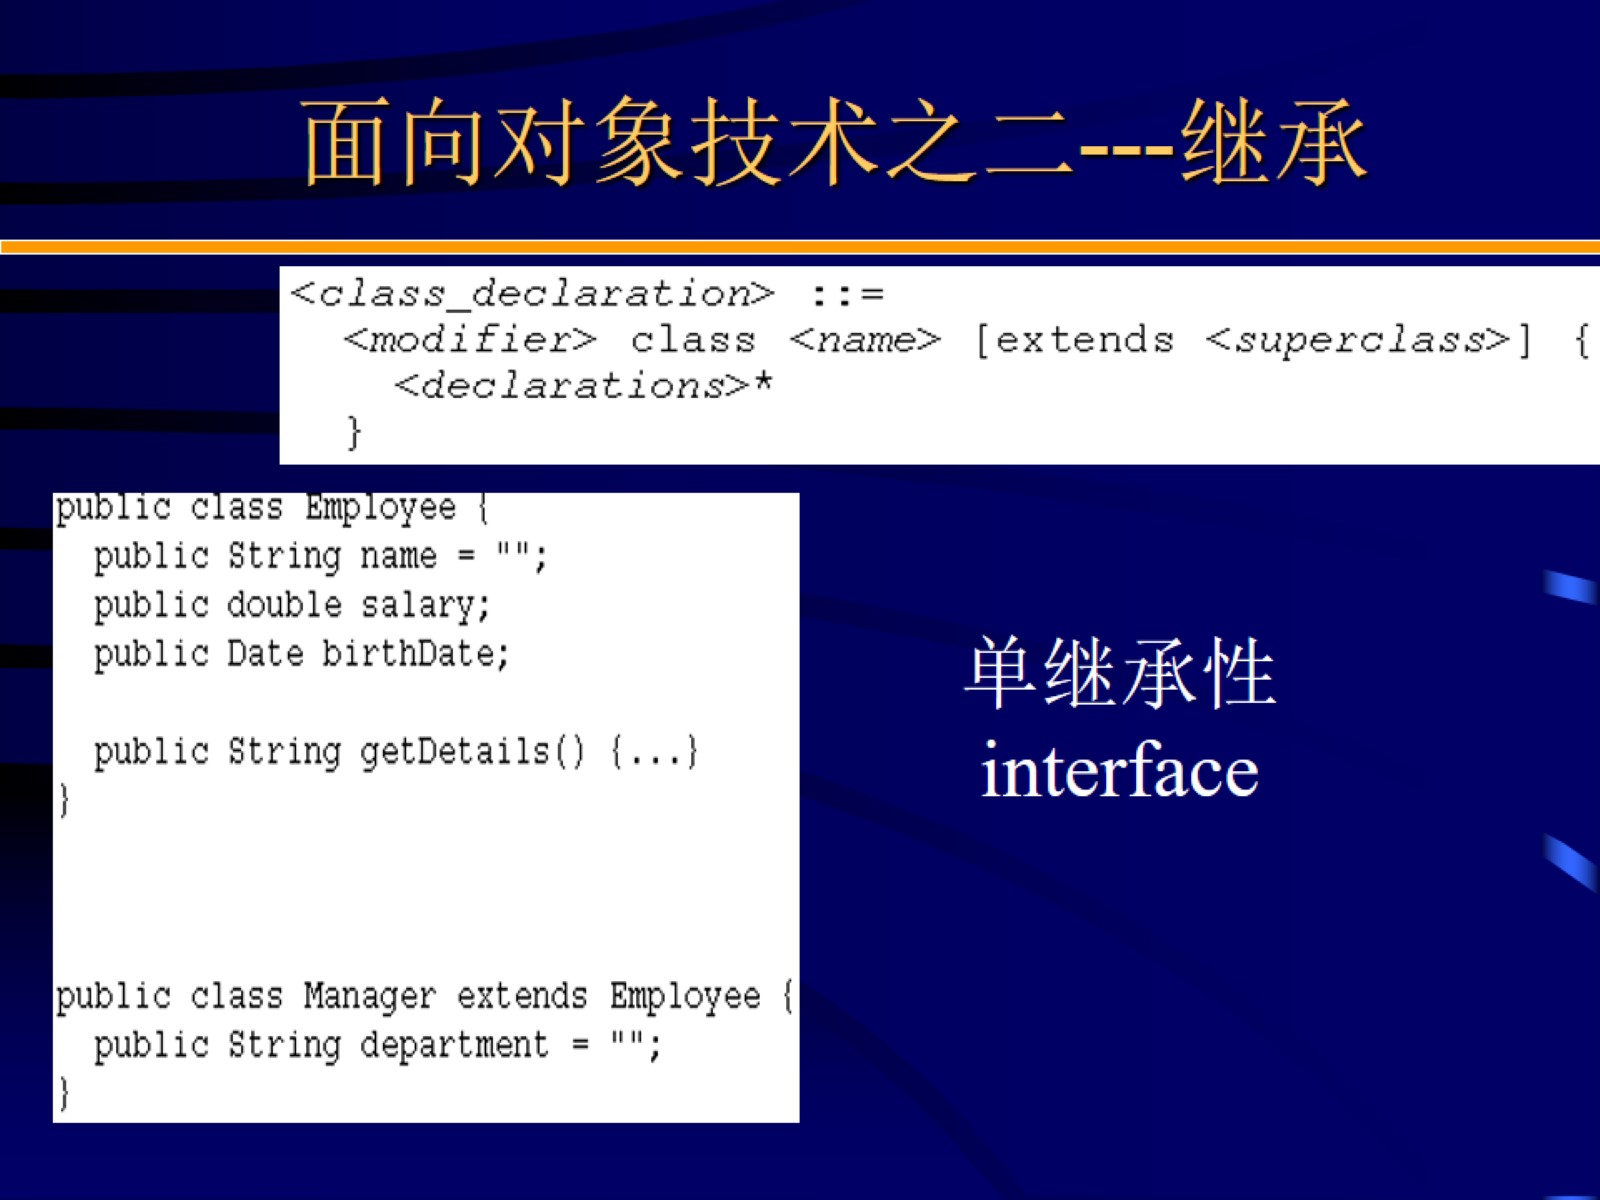 面向对象技术之二---继承
<class_declaration> ::=
<modifier> class <name> [extends <superclass>] {
<declarations>*
}
public class Employee {
public String name = "";
public double salary;
public Date birthDate;
public String getDetails() {...}
}
public class Manager extends Employee {
public String department = "";
}
单继承性
interface